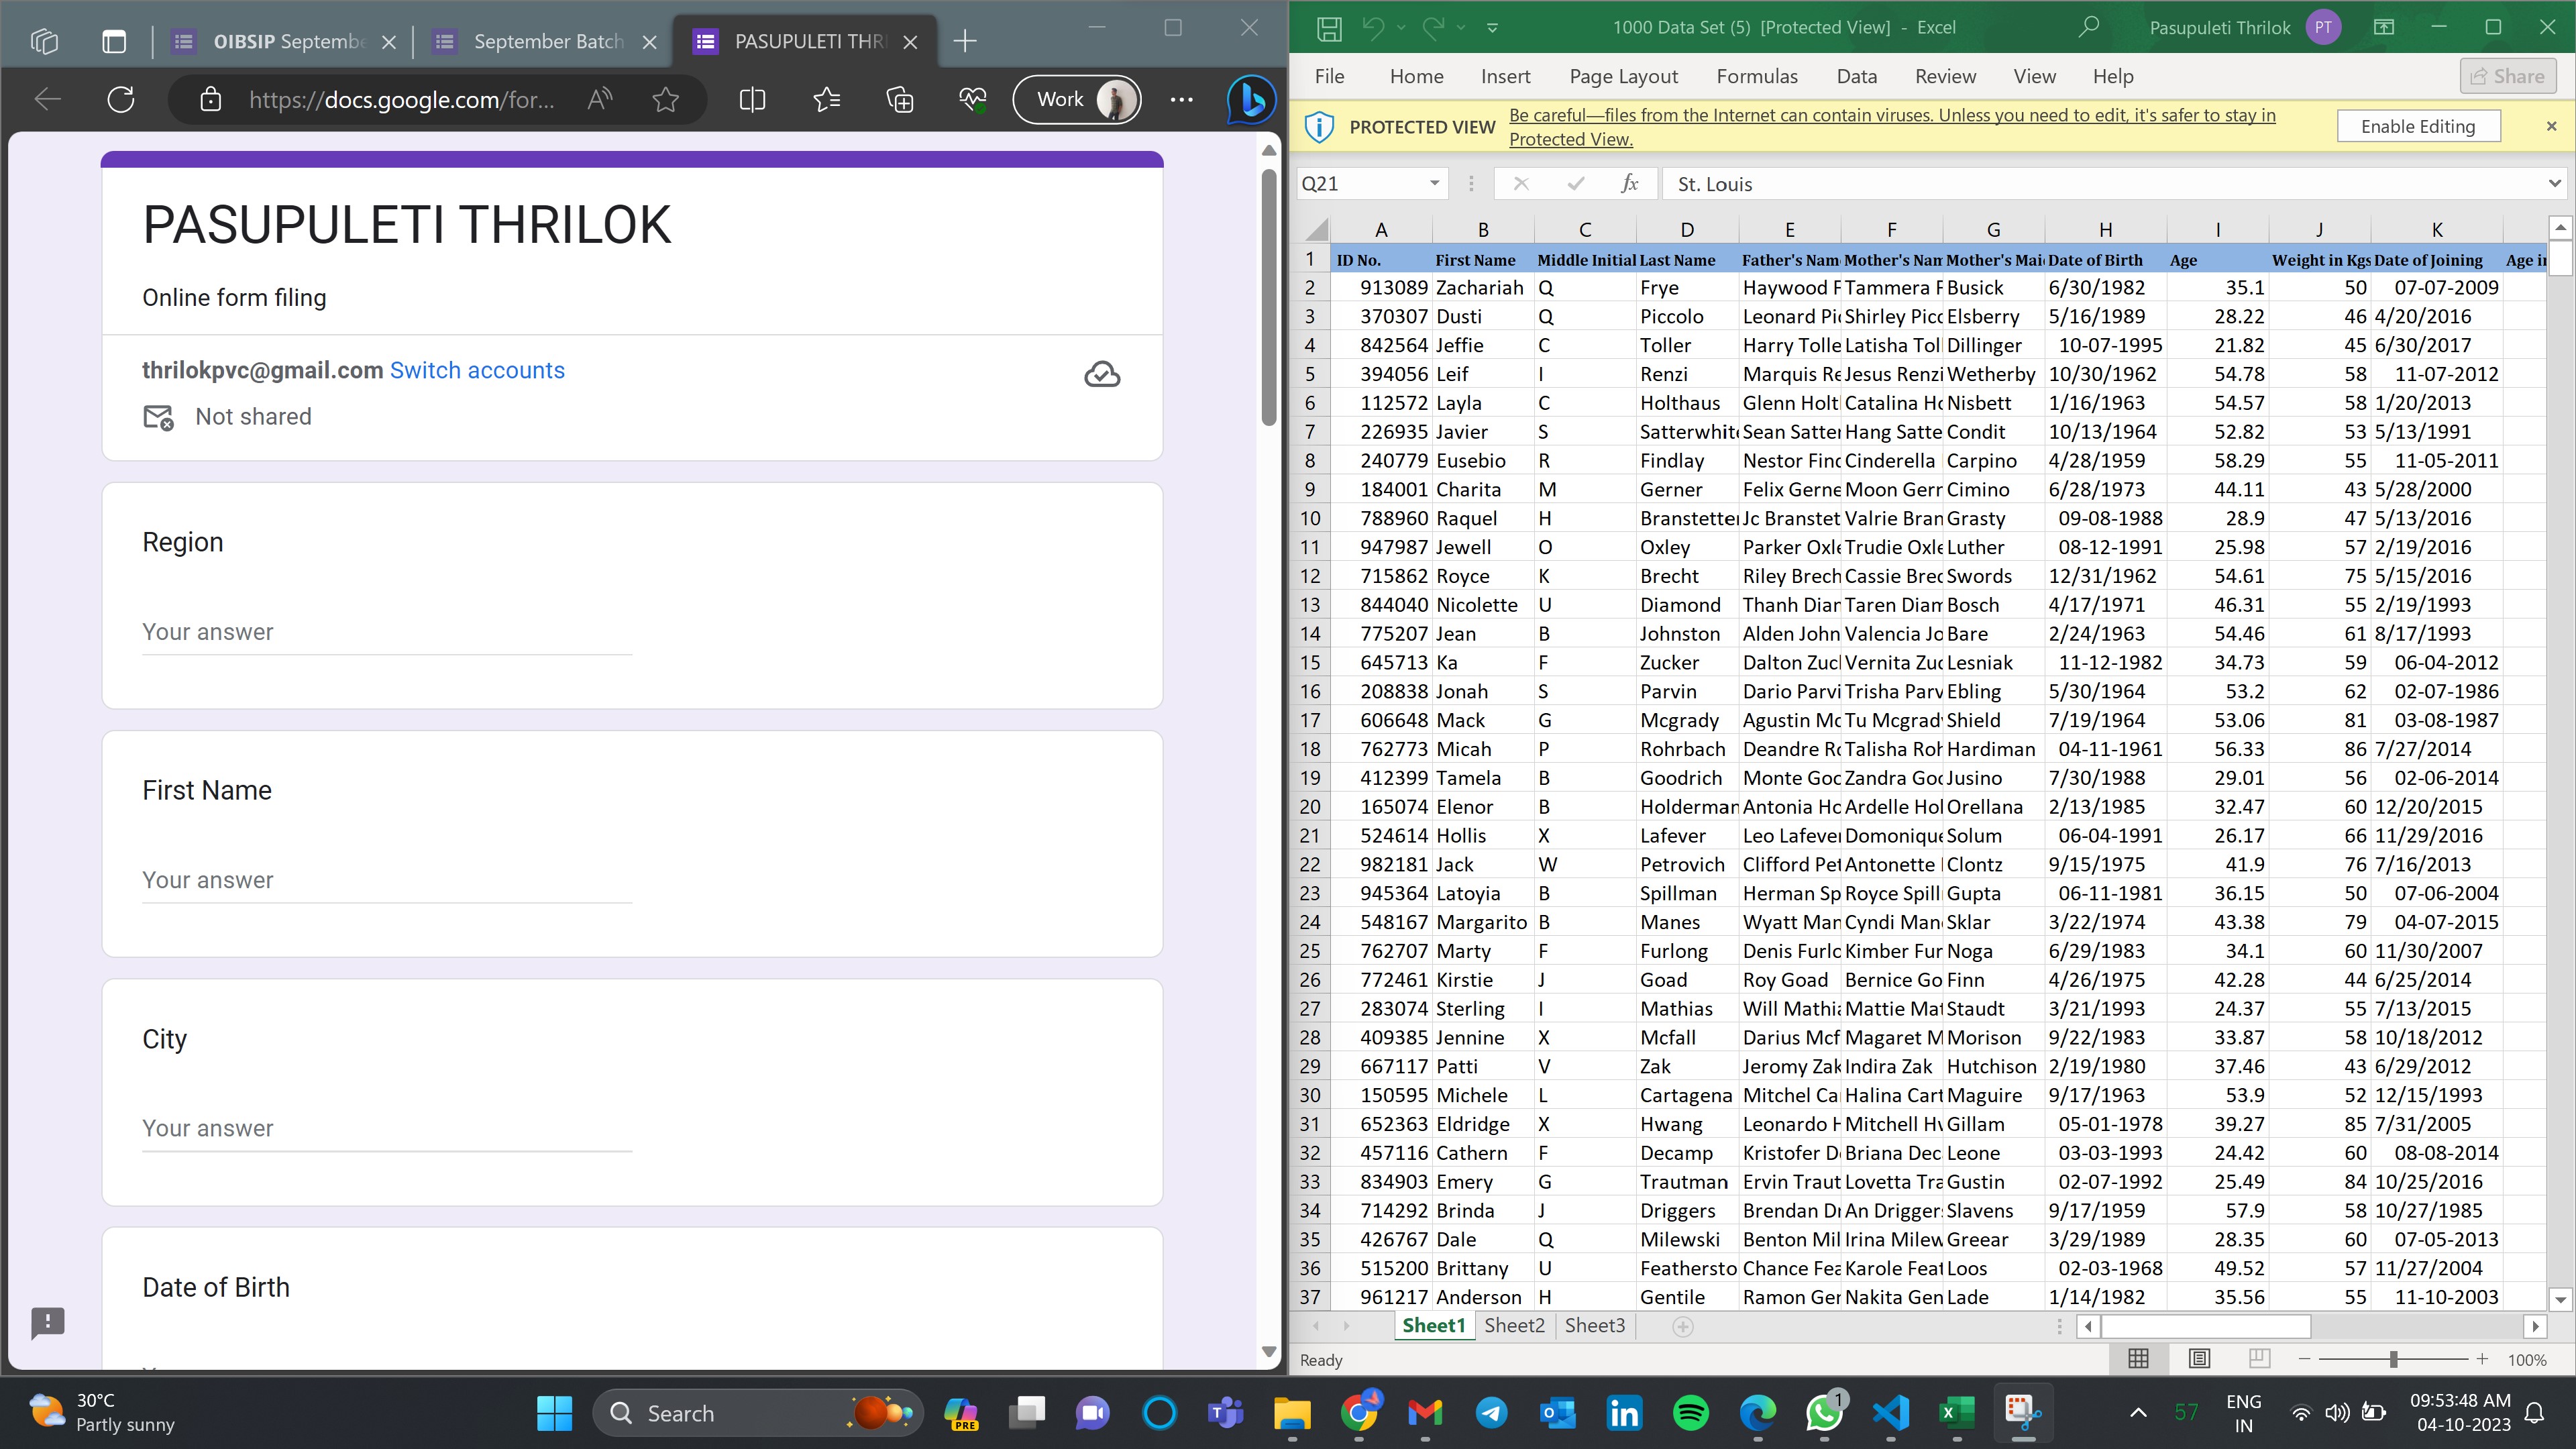 OIBSIP Septembe
September Batch
PASUPULETI THR
https://docs.google.com/for...
Work
PASUPULETI THRILOK
Online form filing
thrilokpvc@gmail.com Switch accounts
Not shared
Region
Your answer
First Name
Your answer
City
Your answer
Date of Birth
1000 Data Set (5) [Protected View] - Excel
Pasupuleti Thrilok PT
File Home Insert Page Layout Formulas Data Review View Help Share
PROTECTED VIEW Be careful—files from the Internet can contain viruses. Unless you need to edit, it's safer to stay in
Protected View.
Enable Editing
Q21 fx St. Louis
A B C D E F G H I J K
1 ID No. First Name Middle Initial Last Name Father's Nam Mother's Nam Mother's Mai Date of Birth Age Weight in Kgs Date of Joining Age in
2 913089 Zachariah Q Frye Haywood F Tammera F Busick 6/30/1982 35.1 50 07-07-2009
3 370307 Dusti Q Piccolo Leonard Pic Shirley Picc Elsberry 5/16/1989 28.22 46 4/20/2016
4 842564 Jeffie C Toller Harry Tolle Latisha Toll Dillinger 10-07-1995 21.82 45 6/30/2017
5 394056 Leif I Renzi Marquis Re Jesus Renzi Wetherby 10/30/1962 54.78 58 11-07-2012
6 112572 Layla C Holthaus Glenn Holt Catalina Ho Nisbett 1/16/1963 54.57 58 1/20/2013
7 226935 Javier S Satterwhite Sean Satter Hang Satte Condit 10/13/1964 52.82 53 5/13/1991
8 240779 Eusebio R Findlay Nestor Find Cinderella Carpino 4/28/1959 58.29 55 11-05-2011
9 184001 Charita M Gerner Felix Gerne Moon Gerr Cimino 6/28/1973 44.11 43 5/28/2000
10 788960 Raquel H Branstetter Jc Branstet Valrie Bran Grasty 09-08-1988 28.9 47 5/13/2016
11 947987 Jewell O Oxley Parker Oxle Trudie Oxle Luther 08-12-1991 25.98 57 2/19/2016
12 715862 Royce K Brecht Riley Brech Cassie Brec Swords 12/31/1962 54.61 75 5/15/2016
13 844040 Nicolette U Diamond Thanh Diar Taren Diam Bosch 4/17/1971 46.31 55 2/19/1993
14 775207 Jean B Johnston Alden John Valencia Jo Bare 2/24/1963 54.46 61 8/17/1993
15 645713 Ka F Zucker Dalton Zucl Vernita Zuc Lesniak 11-12-1982 34.73 59 06-04-2012
16 208838 Jonah S Parvin Dario Parvi Trisha Parv Ebling 5/30/1964 53.2 62 02-07-1986
17 606648 Mack G Mcgrady Agustin Mc Tu Mcgrady Shield 7/19/1964 53.06 81 03-08-1987
18 762773 Micah P Rohrbach Deandre Ro Talisha Roh Hardiman 04-11-1961 56.33 86 7/27/2014
19 412399 Tamela B Goodrich Monte Goo Zandra Goo Jusino 7/30/1988 29.01 56 02-06-2014
20 165074 Elenor B Holderman Antonia Ho Ardelle Hol Orellana 2/13/1985 32.47 60 12/20/2015
21 524614 Hollis X Lafever Leo Lafever Domonique Solum 06-04-1991 26.17 66 11/29/2016
22 982181 Jack W Petrovich Clifford Pet Antonette Clontz 9/15/1975 41.9 76 7/16/2013
23 945364 Latoyia B Spillman Herman Sp Royce Spill Gupta 06-11-1981 36.15 50 07-06-2004
24 548167 Margarito B Manes Wyatt Man Cyndi Man Sklar 3/22/1974 43.38 79 04-07-2015
25 762707 Marty F Furlong Denis Furlo Kimber Fur Noga 6/29/1983 34.1 60 11/30/2007
26 772461 Kirstie J Goad Roy Goad Bernice Go Finn 4/26/1975 42.28 44 6/25/2014
27 283074 Sterling I Mathias Will Mathia Mattie Mat Staudt 3/21/1993 24.37 55 7/13/2015
28 409385 Jennine X Mcfall Darius Mcf Magaret M Morison 9/22/1983 33.87 58 10/18/2012
29 667117 Patti V Zak Jeromy Zak Indira Zak Hutchison 2/19/1980 37.46 43 6/29/2012
30 150595 Michele L Cartagena Mitchel Ca Halina Cart Maguire 9/17/1963 53.9 52 12/15/1993
31 652363 Eldridge X Hwang Leonardo H Mitchell Hv Gillam 05-01-1978 39.27 85 7/31/2005
32 457116 Cathern F Decamp Kristofer D Briana Dec Leone 03-03-1993 24.42 60 08-08-2014
33 834903 Emery G Trautman Ervin Traut Lovetta Tra Gustin 02-07-1992 25.49 84 10/25/2016
34 714292 Brinda J Driggers Brendan Dr An Driggers Slavens 9/17/1959 57.9 58 10/27/1985
35 426767 Dale Q Milewski Benton Mil Irina Milew Greear 3/29/1989 28.35 60 07-05-2013
36 515200 Brittany U Feathersto Chance Fea Karole Feat Loos 02-03-1968 49.52 57 11/27/2004
37 961217 Anderson H Gentile Ramon Ger Nakita Gen Lade 1/14/1982 35.56 55 11-10-2003
Sheet1 Sheet2 Sheet3
Ready 100%
30°C
Partly sunny
Search
PRE
1
57
ENG
IN
09:53:48 AM
04-10-2023